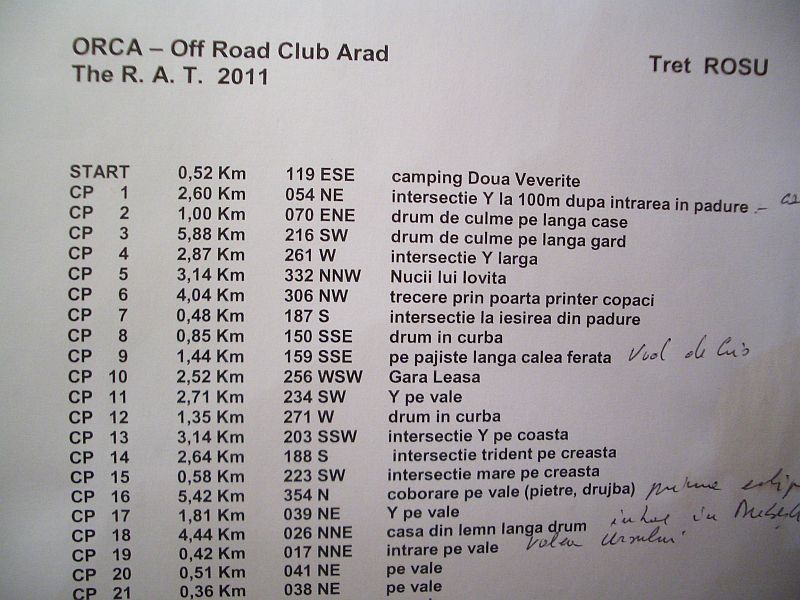 ORCA – Off Road Club Arad
The R. A. T. 2011
Tret ROSU
START 0,52 Km 119 ESE camping Doua Veverite
CP 1 2,60 Km 054 NE intersectie Y la 100m dupa intrarea in padure –
CP 2 1,00 Km 070 ENE drum de culme pe langa case
CP 3 5,88 Km 216 SW drum de culme pe langa gard
CP 4 2,87 Km 261 W intersectie Y larga
CP 5 3,14 Km 332 NNW Nucii lui Iovita
CP 6 4,04 Km 306 NW trecere prin poarta printer copaci
CP 7 0,48 Km 187 S intersectie la iesirea din padure
CP 8 0,85 Km 150 SSE drum in curba
CP 9 1,44 Km 159 SSE pe pajiste langa calea ferata Vad de Cris
CP 10 2,52 Km 256 WSW Gara Leasa
CP 11 2,71 Km 234 SW Y pe vale
CP 12 1,35 Km 271 W drum in curba
CP 13 3,14 Km 203 SSW intersectie Y pe coasta
CP 14 2,64 Km 188 S intersectie trident pe creasta
CP 15 0,58 Km 223 SW intersectie mare pe creasta
CP 16 5,42 Km 354 N coborare pe vale (pietre, drujba)
CP 17 1,81 Km 039 NE Y pe vale in
CP 18 4,44 Km 026 NNE casa din lemn langa drum Valea Ursului
CP 19 0,42 Km 017 NNE intrare pe vale
CP 20 0,51 Km 041 NE pe vale
CP 21 0,36 Km 038 NE pe vale